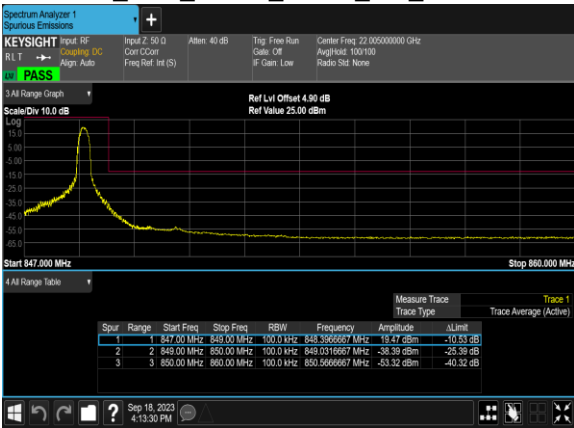 Spectrum Analyzer 1
Spurious Emissions
+
KEYSIGHT Input: RF Input Z: 50 Ω Atten: 40 dB Trig: Free Run Center Freq: 22.005000000 GHz
RLT Coupling: DC Corr CCorr Gate: Off Avg|Hold: 100/100
Align: Auto Freq Ref: Int (S) IF Gain: Low Radio Std: None
PASS
3 All Range Graph
Ref Lvl Offset 4.90 dB
Scale/Div 10.0 dB Ref Value 25.00 dBm
Log
15.0
5.00
-5.00
-15.0
-25.0
-35.0
-45.0
-55.0
-65.0
Start 847.000 MHz Stop 860.000 MHz
4 All Range Table
Measure Trace Trace 1
Trace Type Trace Average (Active)
Spur Range Start Freq Stop Freq RBW Frequency Amplitude ΔLimit
1 1 847.00 MHz 849.00 MHz 100.0 kHz 848.3966667 MHz 19.47 dBm -10.53 dB
2 2 849.00 MHz 850.00 MHz 100.0 kHz 849.0316667 MHz -38.39 dBm -25.39 dB
3 3 850.00 MHz 860.00 MHz 100.0 kHz 850.5666667 MHz -53.32 dBm -40.32 dB
? Sep 18, 2023
4:13:30 PM